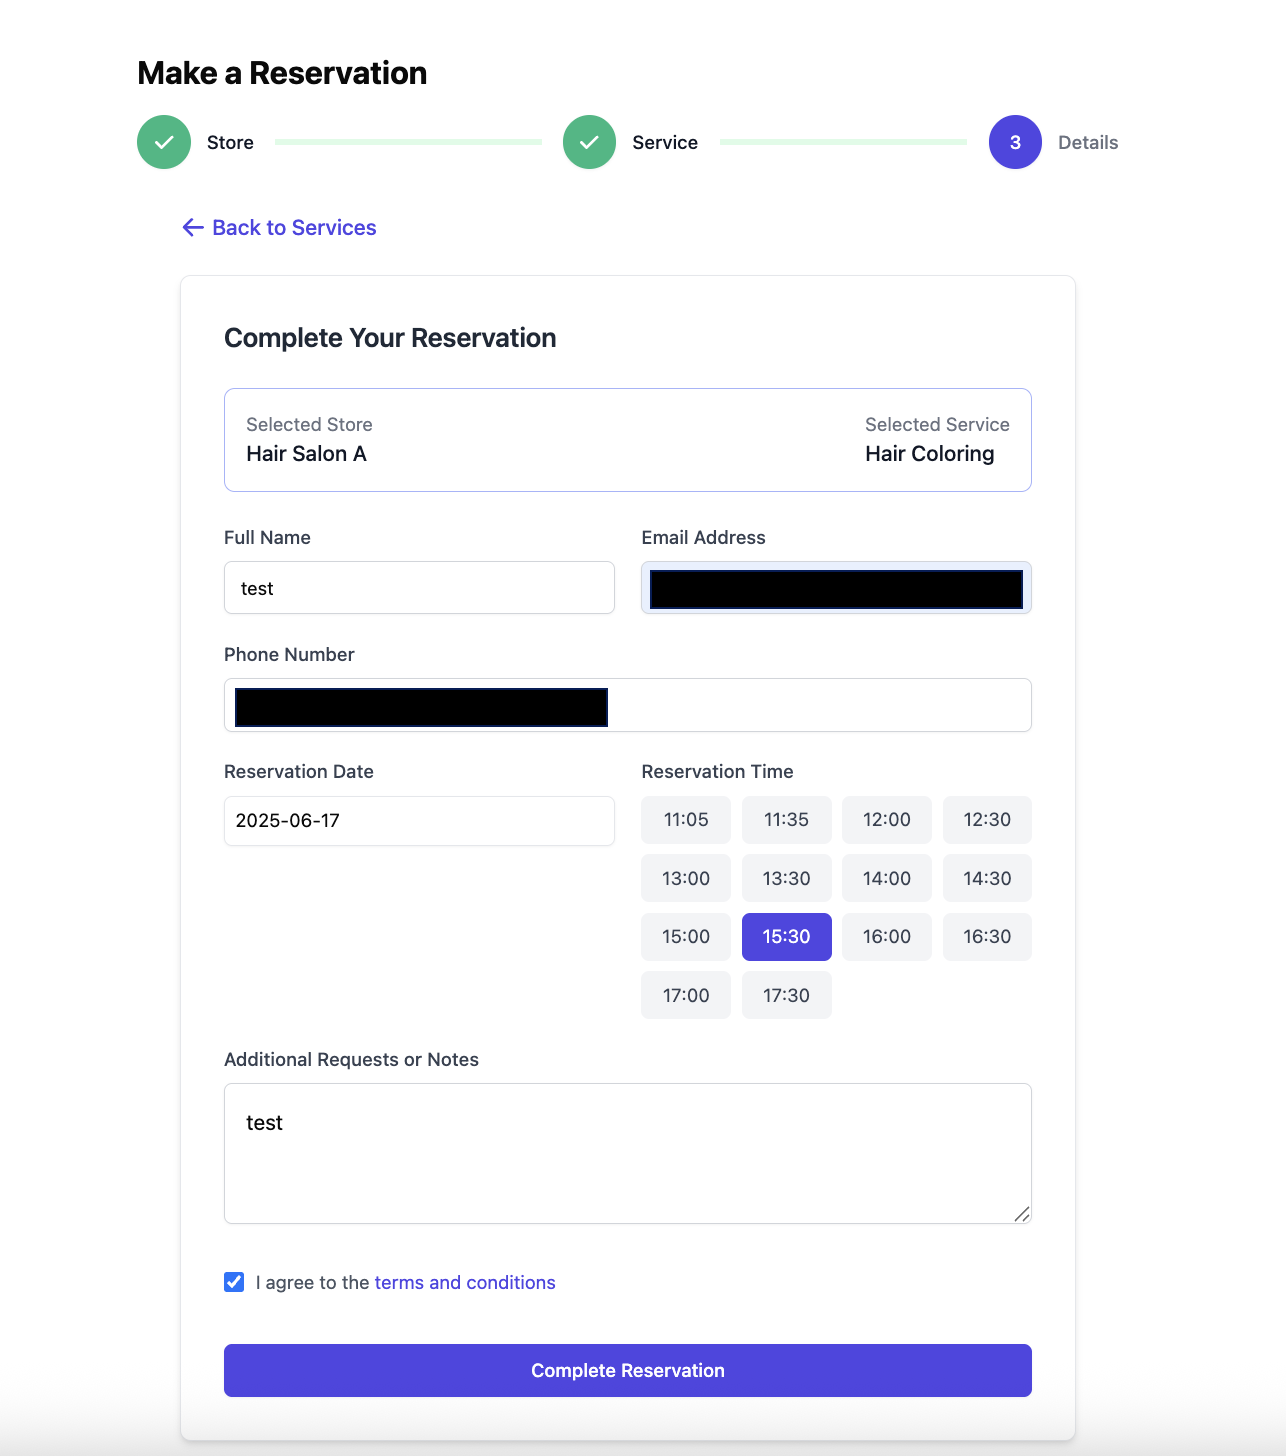 Make a Reservation
Store
Service
3 Details
Back to Services
Complete Your Reservation
Selected Store
Hair Salon A
Selected Service
Hair Coloring
Full Name
test
Email Address
Phone Number
Reservation Date
2025-06-17
Reservation Time
11:05 11:35 12:00 12:30
13:00 13:30 14:00 14:30
15:00 15:30 16:00 16:30
17:00 17:30
Additional Requests or Notes
test
I agree to the terms and conditions
Complete Reservation